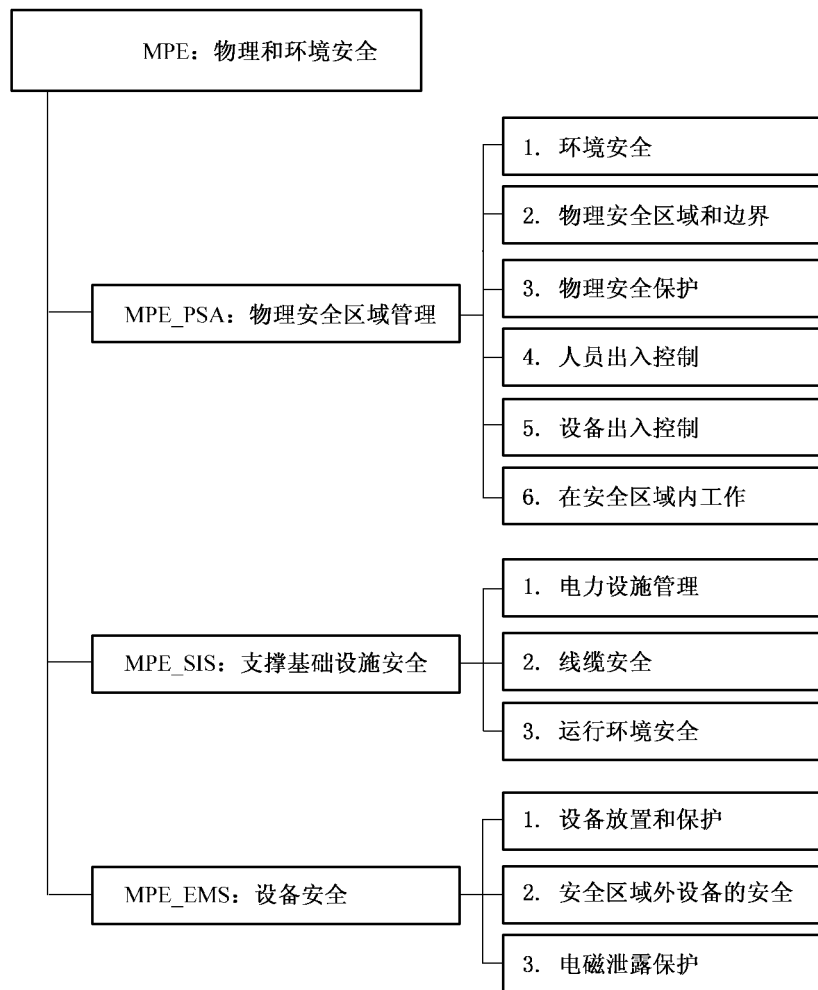 MPE：物理和环境安全
MPE_PSA：物理安全区域管理
1. 环境安全
2. 物理安全区域和边界
3. 物理安全保护
4. 人员出入控制
5. 设备出入控制
6. 在安全区域内工作
MPE_SIS：支撑基础设施安全
1. 电力设施管理
2. 线缆安全
3. 运行环境安全
MPE_EMS：设备安全
1. 设备放置和保护
2. 安全区域外设备的安全
3. 电磁泄露保护